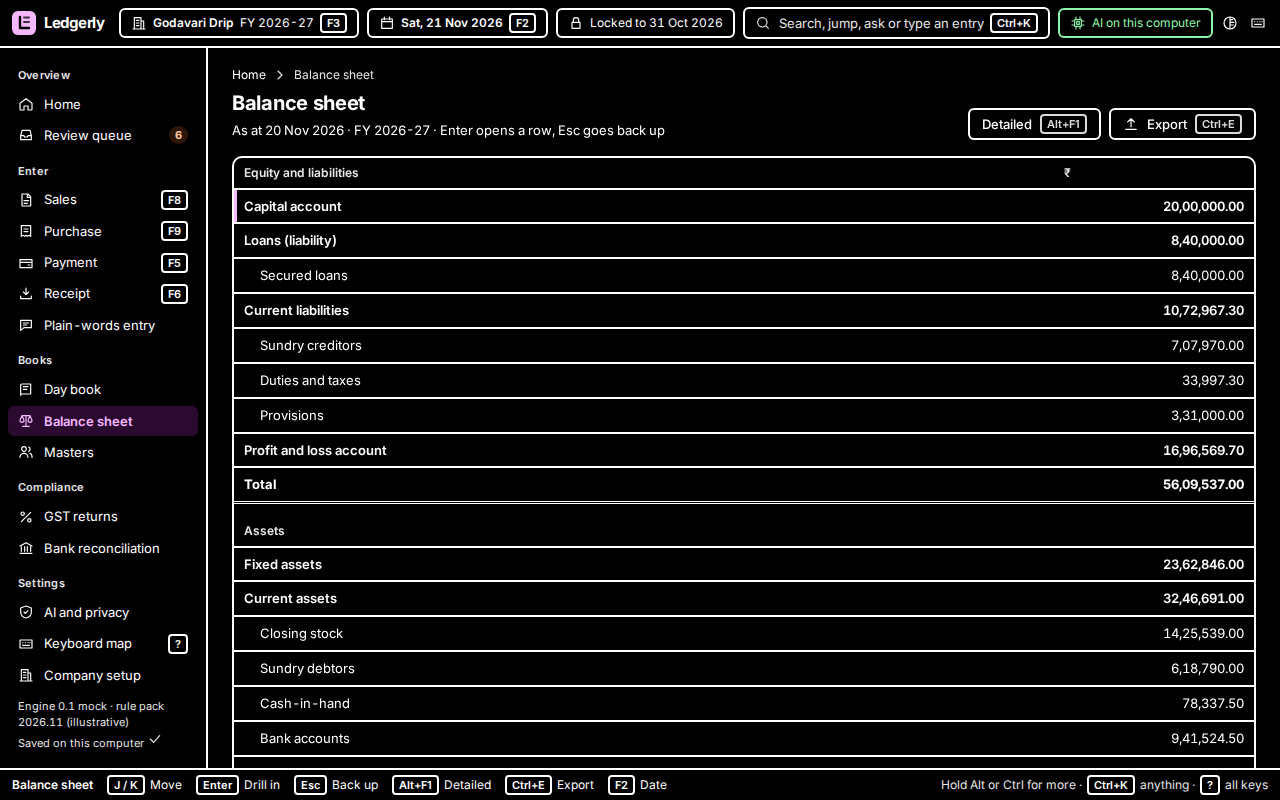 Ledgerly
Godavari Drip FY 2026-27 F3
Sat, 21 Nov 2026 F2
Locked to 31 Oct 2026
Search, jump, ask or type an entry Ctrl+K
AI on this computer
Overview
Home
Review queue 6
Enter
Sales F8
Purchase F9
Payment F5
Receipt F6
Plain-words entry
Books
Day book
Balance sheet
Masters
Compliance
GST returns
Bank reconciliation
Settings
AI and privacy
Keyboard map ?
Company setup
Engine 0.1 mock · rule pack
2026.11 (illustrative)
Saved on this computer
Home Balance sheet
Balance sheet
As at 20 Nov 2026 · FY 2026-27 · Enter opens a row, Esc goes back up
Detailed Alt+F1
Export Ctrl+E
Equity and liabilities ₹
Capital account 20,00,000.00
Loans (liability) 8,40,000.00
Secured loans 8,40,000.00
Current liabilities 10,72,967.30
Sundry creditors 7,07,970.00
Duties and taxes 33,997.30
Provisions 3,31,000.00
Profit and loss account 16,96,569.70
Total 56,09,537.00
Assets
Fixed assets 23,62,846.00
Current assets 32,46,691.00
Closing stock 14,25,539.00
Sundry debtors 6,18,790.00
Cash-in-hand 78,337.50
Bank accounts 9,41,524.50
Balance sheet J / K Move Enter Drill in Esc Back up Alt+F1 Detailed Ctrl+E Export F2 Date Hold Alt or Ctrl for more · Ctrl+K anything · ? all keys